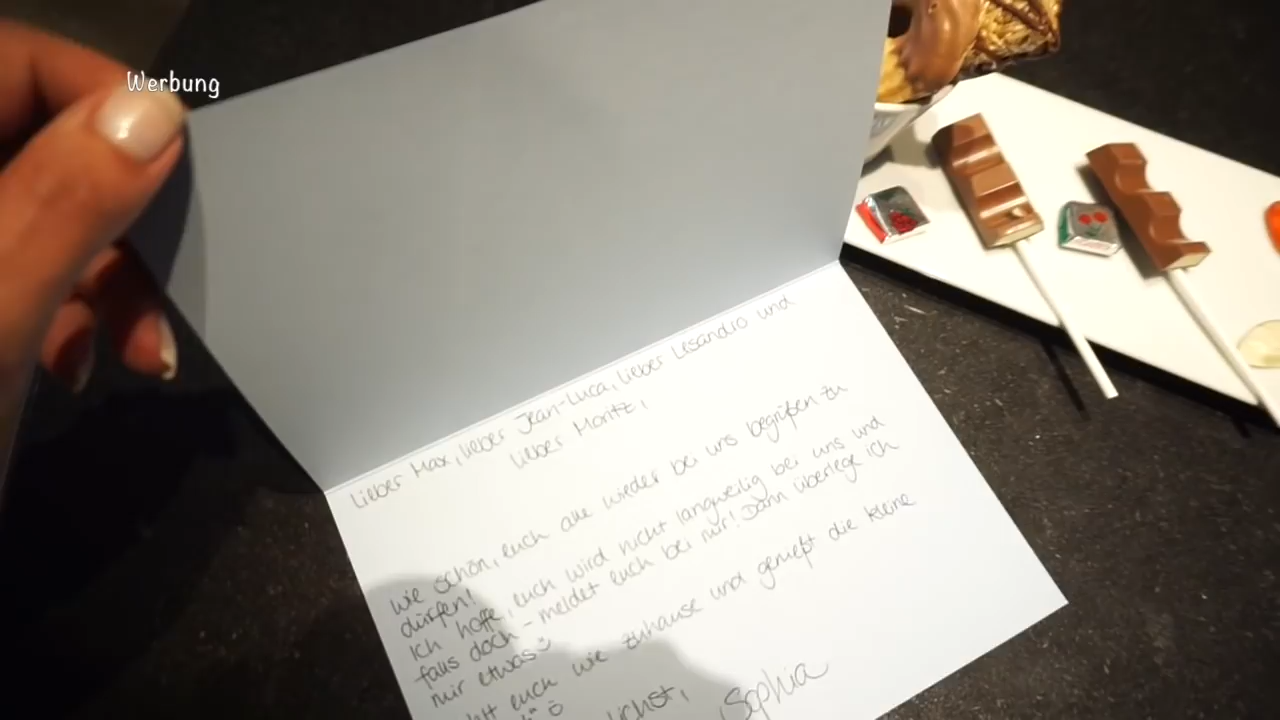 Werbung
Lieber Max, lieber Jean-Luca, lieber Lesandro und
lieber Moritz,
wie schön, euch alle wieder bei uns begrüßen zu
dürfen!
Ich hoffe, euch wird nicht langweilig bei uns und
falls doch - meldet euch bei mir! Dann überlege ich
mir etwas
euch wie zuhause und genießt die kleine
Sophia